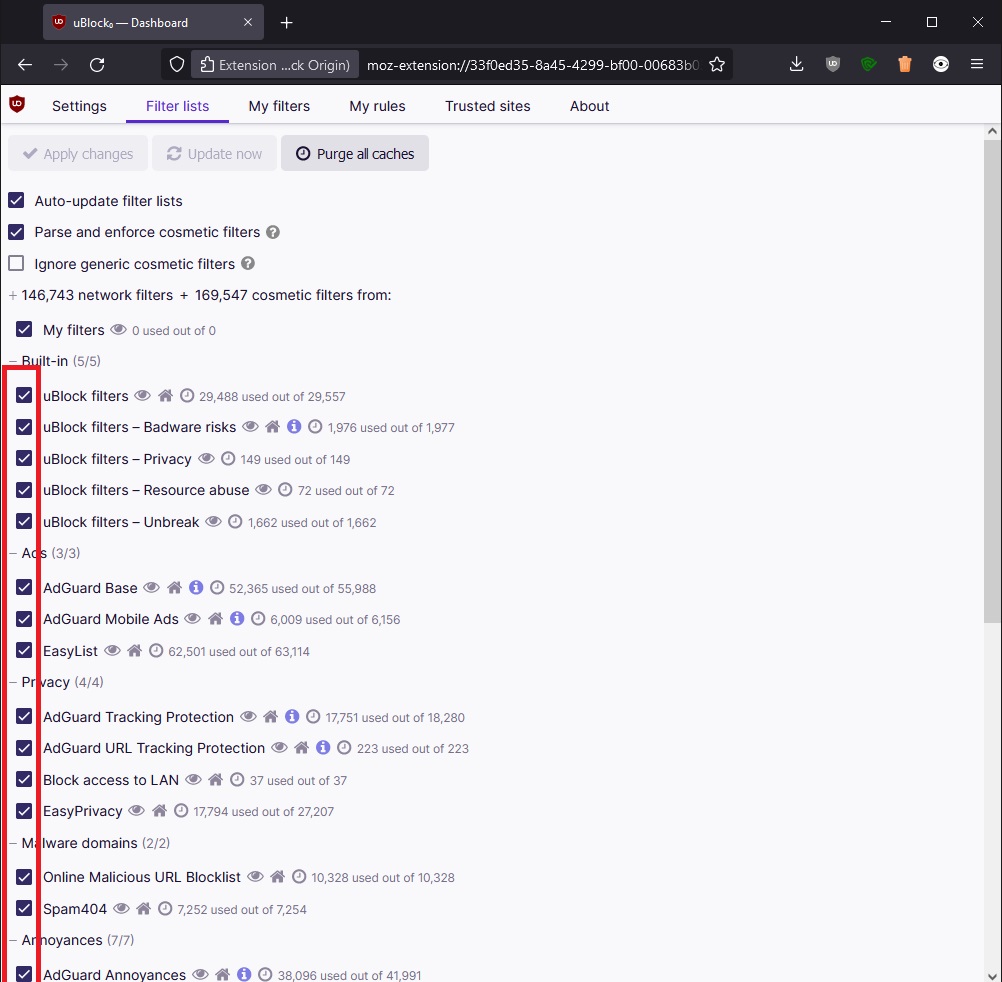 uBlock₀ — Dashboard
Extension ...ck Origin) moz-extension://33f0ed35-8a45-4299-bf00-00683b0
Settings Filter lists My filters My rules Trusted sites About
Apply changes Update now Purge all caches
Auto-update filter lists
Parse and enforce cosmetic filters
Ignore generic cosmetic filters
+ 146,743 network filters + 169,547 cosmetic filters from:
My filters 0 used out of 0
– Built-in (5/5)
uBlock filters 29,488 used out of 29,557
uBlock filters – Badware risks 1,976 used out of 1,977
uBlock filters – Privacy 149 used out of 149
uBlock filters – Resource abuse 72 used out of 72
uBlock filters – Unbreak 1,662 used out of 1,662
– Ads (3/3)
AdGuard Base 52,365 used out of 55,988
AdGuard Mobile Ads 6,009 used out of 6,156
EasyList 62,501 used out of 63,114
– Privacy (4/4)
AdGuard Tracking Protection 17,751 used out of 18,280
AdGuard URL Tracking Protection 223 used out of 223
Block access to LAN 37 used out of 37
EasyPrivacy 17,794 used out of 27,207
– Malware domains (2/2)
Online Malicious URL Blocklist 10,328 used out of 10,328
Spam404 7,252 used out of 7,254
– Annoyances (7/7)
AdGuard Annoyances 38,096 used out of 41,991